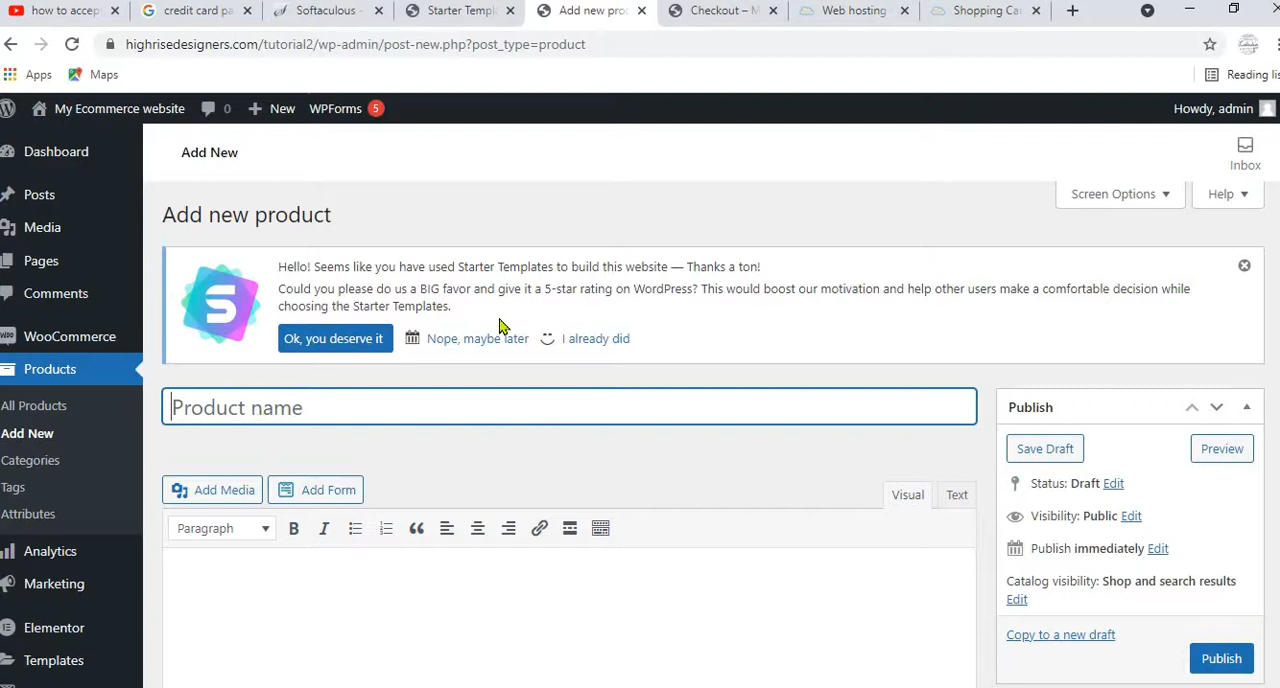 how to accep
credit card pa
Softaculous -
Starter Templ
Add new pro
Checkout – M
Web hosting
Shopping Ca
highrisedesigners.com/tutorial2/wp-admin/post-new.php?post_type=product
Apps
Maps
Reading lis
My Ecommerce website
0
New
WPForms
5
Howdy, admin
Dashboard
Add New
Inbox
Posts
Screen Options
Help
Media
Add new product
Pages
Hello! Seems like you have used Starter Templates to build this website — Thanks a ton!
Comments
Could you please do us a BIG favor and give it a 5-star rating on WordPress? This would boost our motivation and help other users make a comfortable decision while
choosing the Starter Templates.
WooCommerce
Ok, you deserve it
Nope, maybe later
I already did
Products
All Products
Product name
Publish
Add New
Save Draft
Preview
Categories
Tags
Add Media
Add Form
Visual
Text
Status: Draft Edit
Attributes
Paragraph
Visibility: Public Edit
Analytics
Publish immediately Edit
Marketing
Catalog visibility: Shop and search results
Edit
Elementor
Copy to a new draft
Templates
Publish